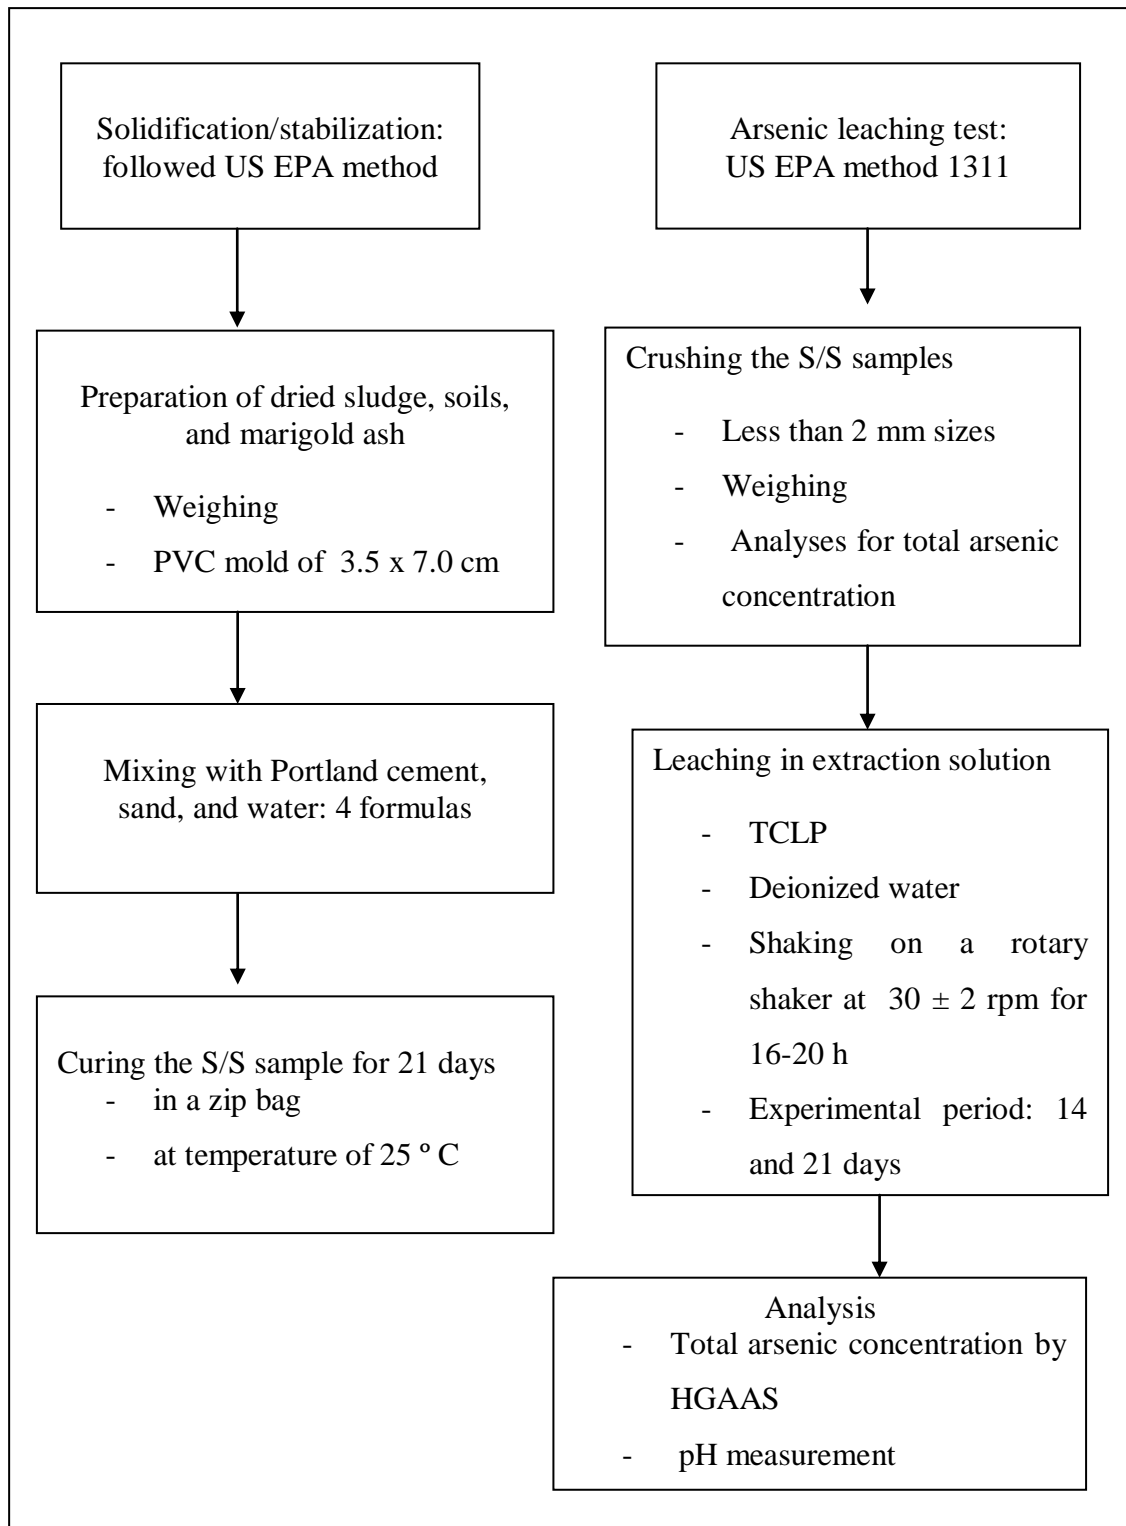 Solidification/stabilization:
followed US EPA method
Preparation of dried sludge, soils,
and marigold ash
- Weighing
- PVC mold of 3.5 x 7.0 cm
Mixing with Portland cement,
sand, and water: 4 formulas
Curing the S/S sample for 21 days
- in a zip bag
- at temperature of 25 º C
Arsenic leaching test:
US EPA method 1311
Crushing the S/S samples
- Less than 2 mm sizes
- Weighing
- Analyses for total arsenic
concentration
Leaching in extraction solution
- TCLP
- Deionized water
- Shaking on a rotary
shaker at 30 ± 2 rpm for
16-20 h
- Experimental period: 14
and 21 days
Analysis
- Total arsenic concentration by
HGAAS
- pH measurement